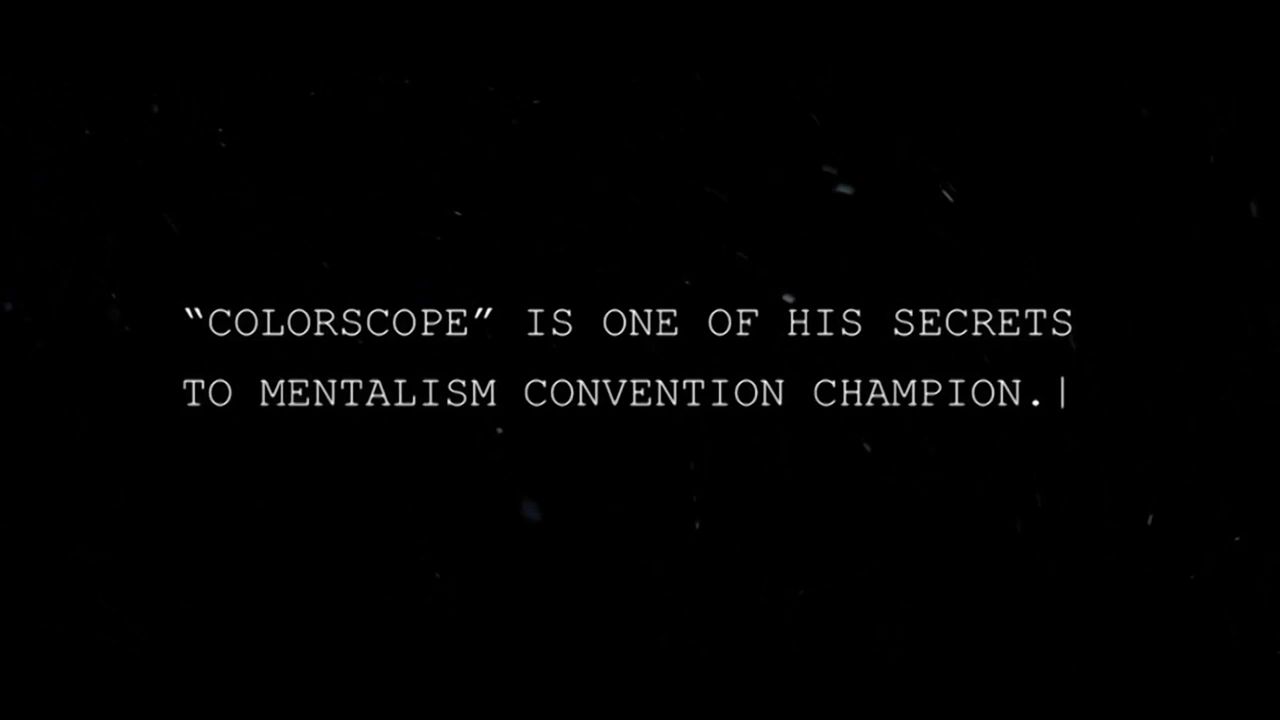 “COLORSCOPE” IS ONE OF HIS SECRETS
TO MENTALISM CONVENTION CHAMPION.|